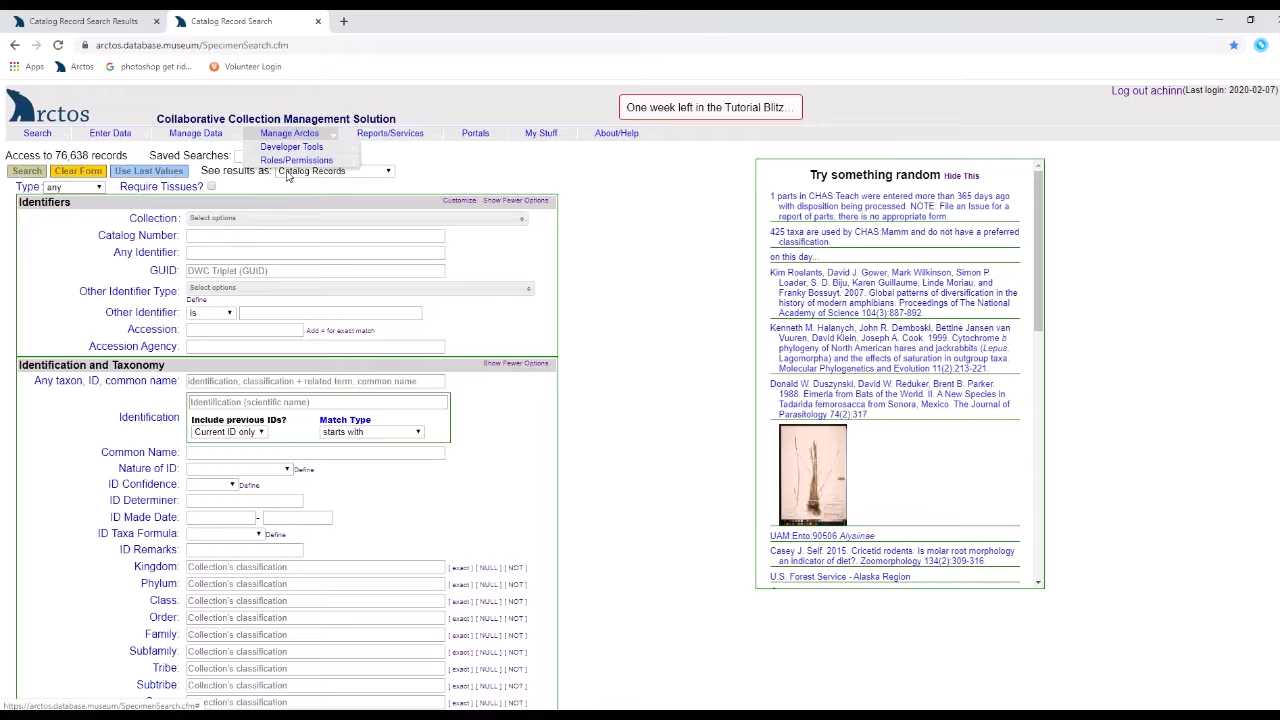 Catalog Record Search Results
Catalog Record Search
arctos.database.museum/SpecimenSearch.cfm
Apps
Arctos
photoshop get rid...
Volunteer Login
Log out achinn(Last login: 2020-02-07)
arctos
Collaborative Collection Management Solution
One week left in the Tutorial Blitz...
Search
Enter Data
Manage Data
Manage Arctos
Reports/Services
Portals
My Stuff
About/Help
Developer Tools
Roles/Permissions
Access to 76,638 records
Saved Searches:
Search
Clear Form
Use Last Values
See results as:
Catalog Records
Type:
any
Require Tissues?
Identifiers
Customize
Show Fewer Options
Collection:
Select options
Catalog Number:
Any Identifier:
GUID:
DWC Triplet (GUID)
Other Identifier Type:
Select options
Define
Other Identifier:
is
Accession:
Add = for exact match
Accession Agency:
Identification and Taxonomy
Show Fewer Options
Any taxon, ID, common name:
identification, classification + related term, common name
Identification
Identification (scientific name)
Include previous IDs?
Match Type
Current ID only
starts with
Common Name:
Nature of ID:
Define
ID Confidence:
Define
ID Determiner:
ID Made Date:
-
ID Taxa Formula:
Define
ID Remarks:
Kingdom:
Collection's classification
[ exact ] [ NULL ] [ NOT ]
Phylum:
Collection's classification
[ exact ] [ NULL ] [ NOT ]
Class:
Collection's classification
[ exact ] [ NULL ] [ NOT ]
Order:
Collection's classification
[ exact ] [ NULL ] [ NOT ]
Family:
Collection's classification
[ exact ] [ NULL ] [ NOT ]
Subfamily:
Collection's classification
[ exact ] [ NULL ] [ NOT ]
Tribe:
Collection's classification
[ exact ] [ NULL ] [ NOT ]
Subtribe:
Collection's classification
[ exact ] [ NULL ] [ NOT ]
Collection's classification
[ exact ] [ NULL ] [ NOT ]
https://arctos.database.museum/SpecimenSearch.cfm#
Try something random Hide This
1 parts in CHAS:Teach were entered more than 365 days ago
with disposition being processed. NOTE: File an Issue for a
report of parts, there is no appropriate form.
425 taxa are used by CHAS:Mamm and do not have a preferred
classification.
on this day...
Kim Roelants, David J. Gower, Mark Wilkinson, Simon P.
Loader, S. D. Biju, Karen Guillaume, Linde Moriau, and
Franky Bossuyt. 2007. Global patterns of diversification in the
history of modern amphibians. Proceedings of The National
Academy of Science 104(3):887-892.
Kenneth M. Halanych, John R. Demboski, Bettine Jansen van
Vuuren, David Klein, Joseph A. Cook. 1999. Cytochrome b
phylogeny of North American hares and jackrabbits (Lepus,
Lagomorpha) and the effects of saturation in outgroup taxa.
Molecular Phylogenetics and Evolution 11(2):213-221.
Donald W. Duszynski, David W. Reduker, Brent B. Parker.
1988. Eimeria from Bats of the World. II. A New Species in
Tadarida femorosacca from Sonora, Mexico. The Journal of
Parasitology 74(2):317.
UAM:Ento:90506 Alysiinae
Casey J. Self. 2015. Cricetid rodents: Is molar root morphology
an indicator of diet?. Zoomorphology 134(2):309-316.
U.S. Forest Service - Alaska Region